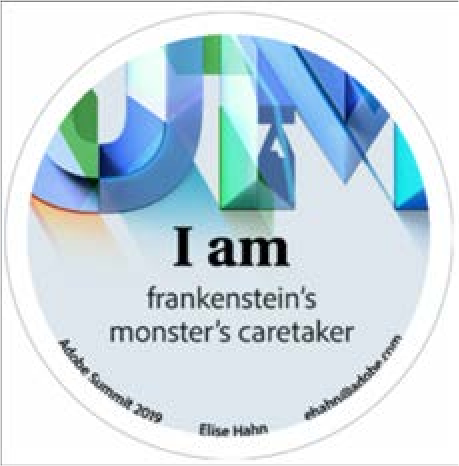 I am
frankenstein's
monster's caretaker
Adobe Summit 2019
Elise Hahn
ehahn@adobe.com